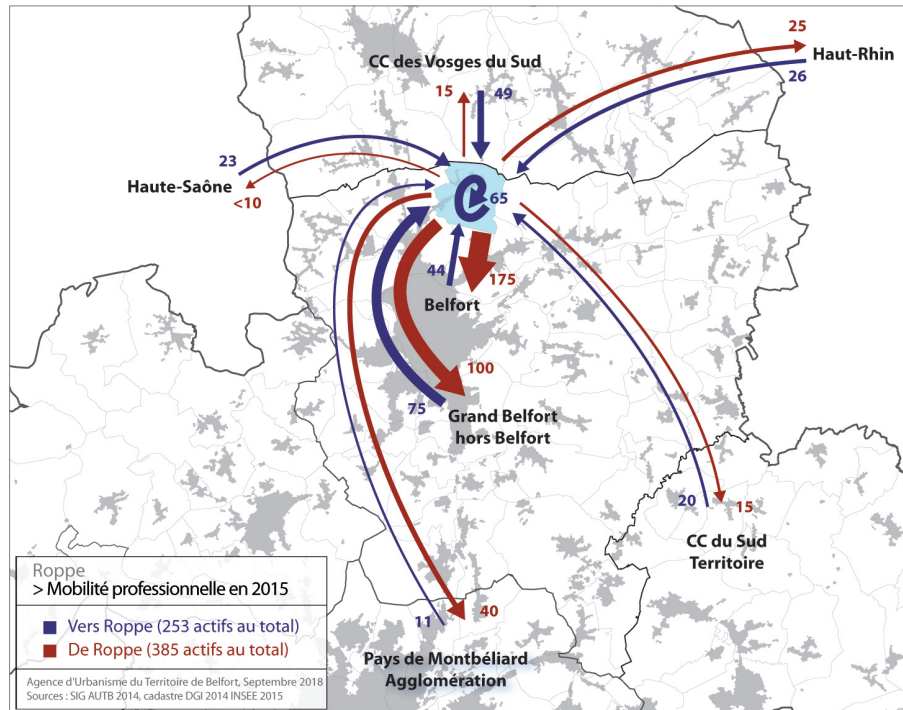 CC des Vosges du Sud
15
49
25
Haut-Rhin
26
23
Haute-Saône
<10
65
44
175
Belfort
100
75
Grand Belfort
hors Belfort
20
15
CC du Sud
Territoire
11
40
Pays de Montbéliard
Agglomération
Roppe
> Mobilité professionnelle en 2015
Vers Roppe (253 actifs au total)
De Roppe (385 actifs au total)
Agence d'Urbanisme du Territoire de Belfort, Septembre 2018
Sources : SIG AUTB 2014, cadastre DGI 2014 INSEE 2015